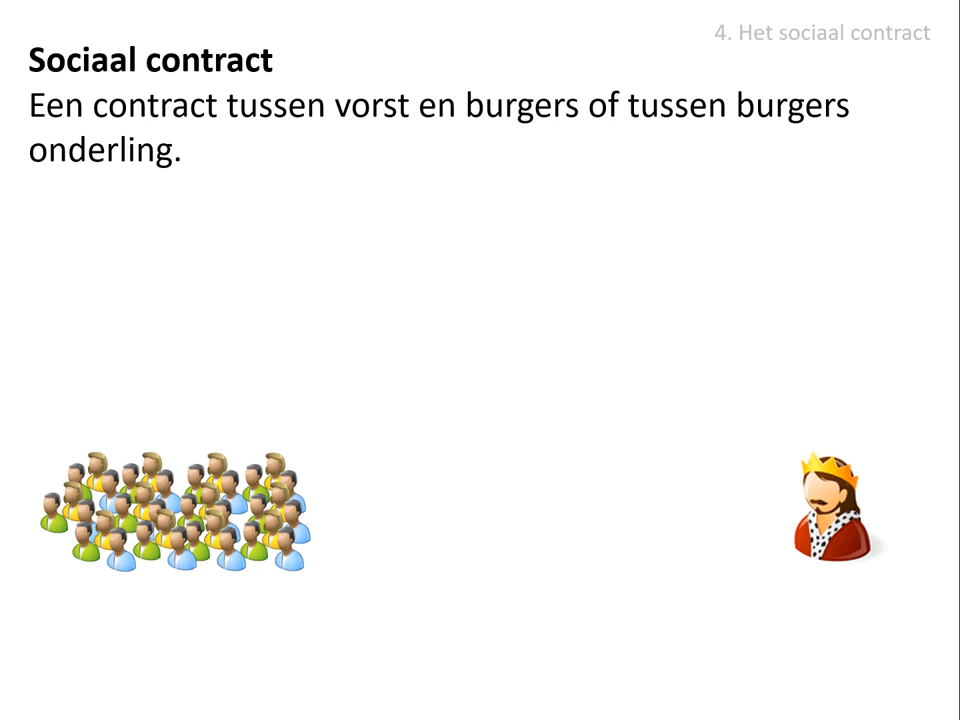 4. Het sociaal contract
Sociaal contract
Een contract tussen vorst en burgers of tussen burgers
onderling.